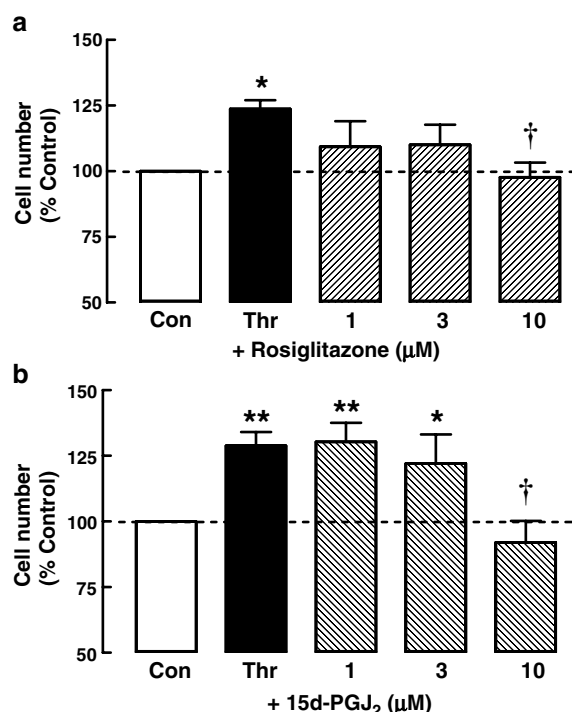 a
Cell number
(% Control)
150
125
100
75
50
*
†
Con Thr 1 3 10
+ Rosiglitazone (μM)
b
Cell number
(% Control)
150
125
100
75
50
** ** *
†
Con Thr 1 3 10
+ 15d-PGJ₂ (μM)